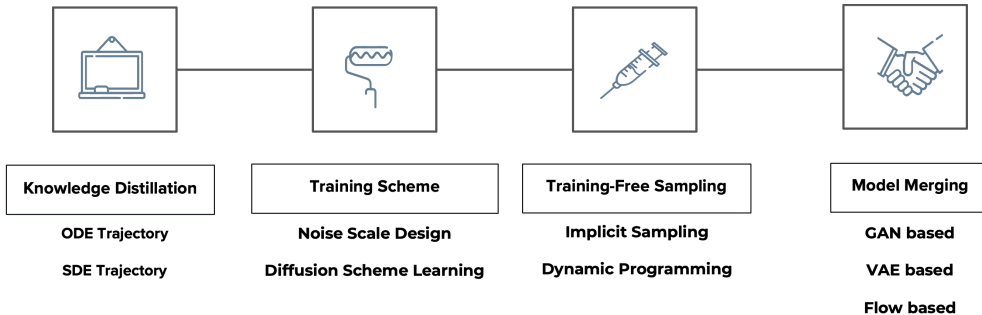 Knowledge Distillation
ODE Trajectory
SDE Trajectory
Training Scheme
Noise Scale Design
Diffusion Scheme Learning
Training-Free Sampling
Implicit Sampling
Dynamic Programming
Model Merging
GAN based
VAE based
Flow based